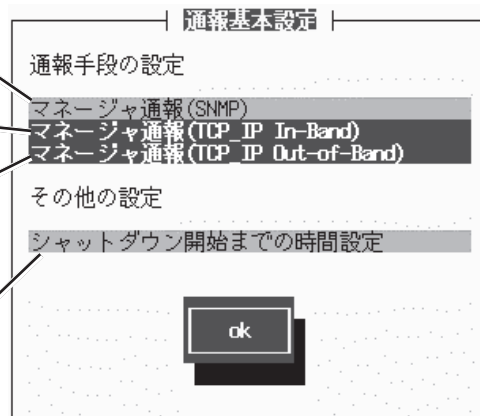 通報基本設定
通報手段の設定
マネージャ通報(SNMP)
マネージャ通報(TCP_IP In-Band)
マネージャ通報(TCP_IP Out-of-Band)
その他の設定
シャットダウン開始までの時間設定
ok